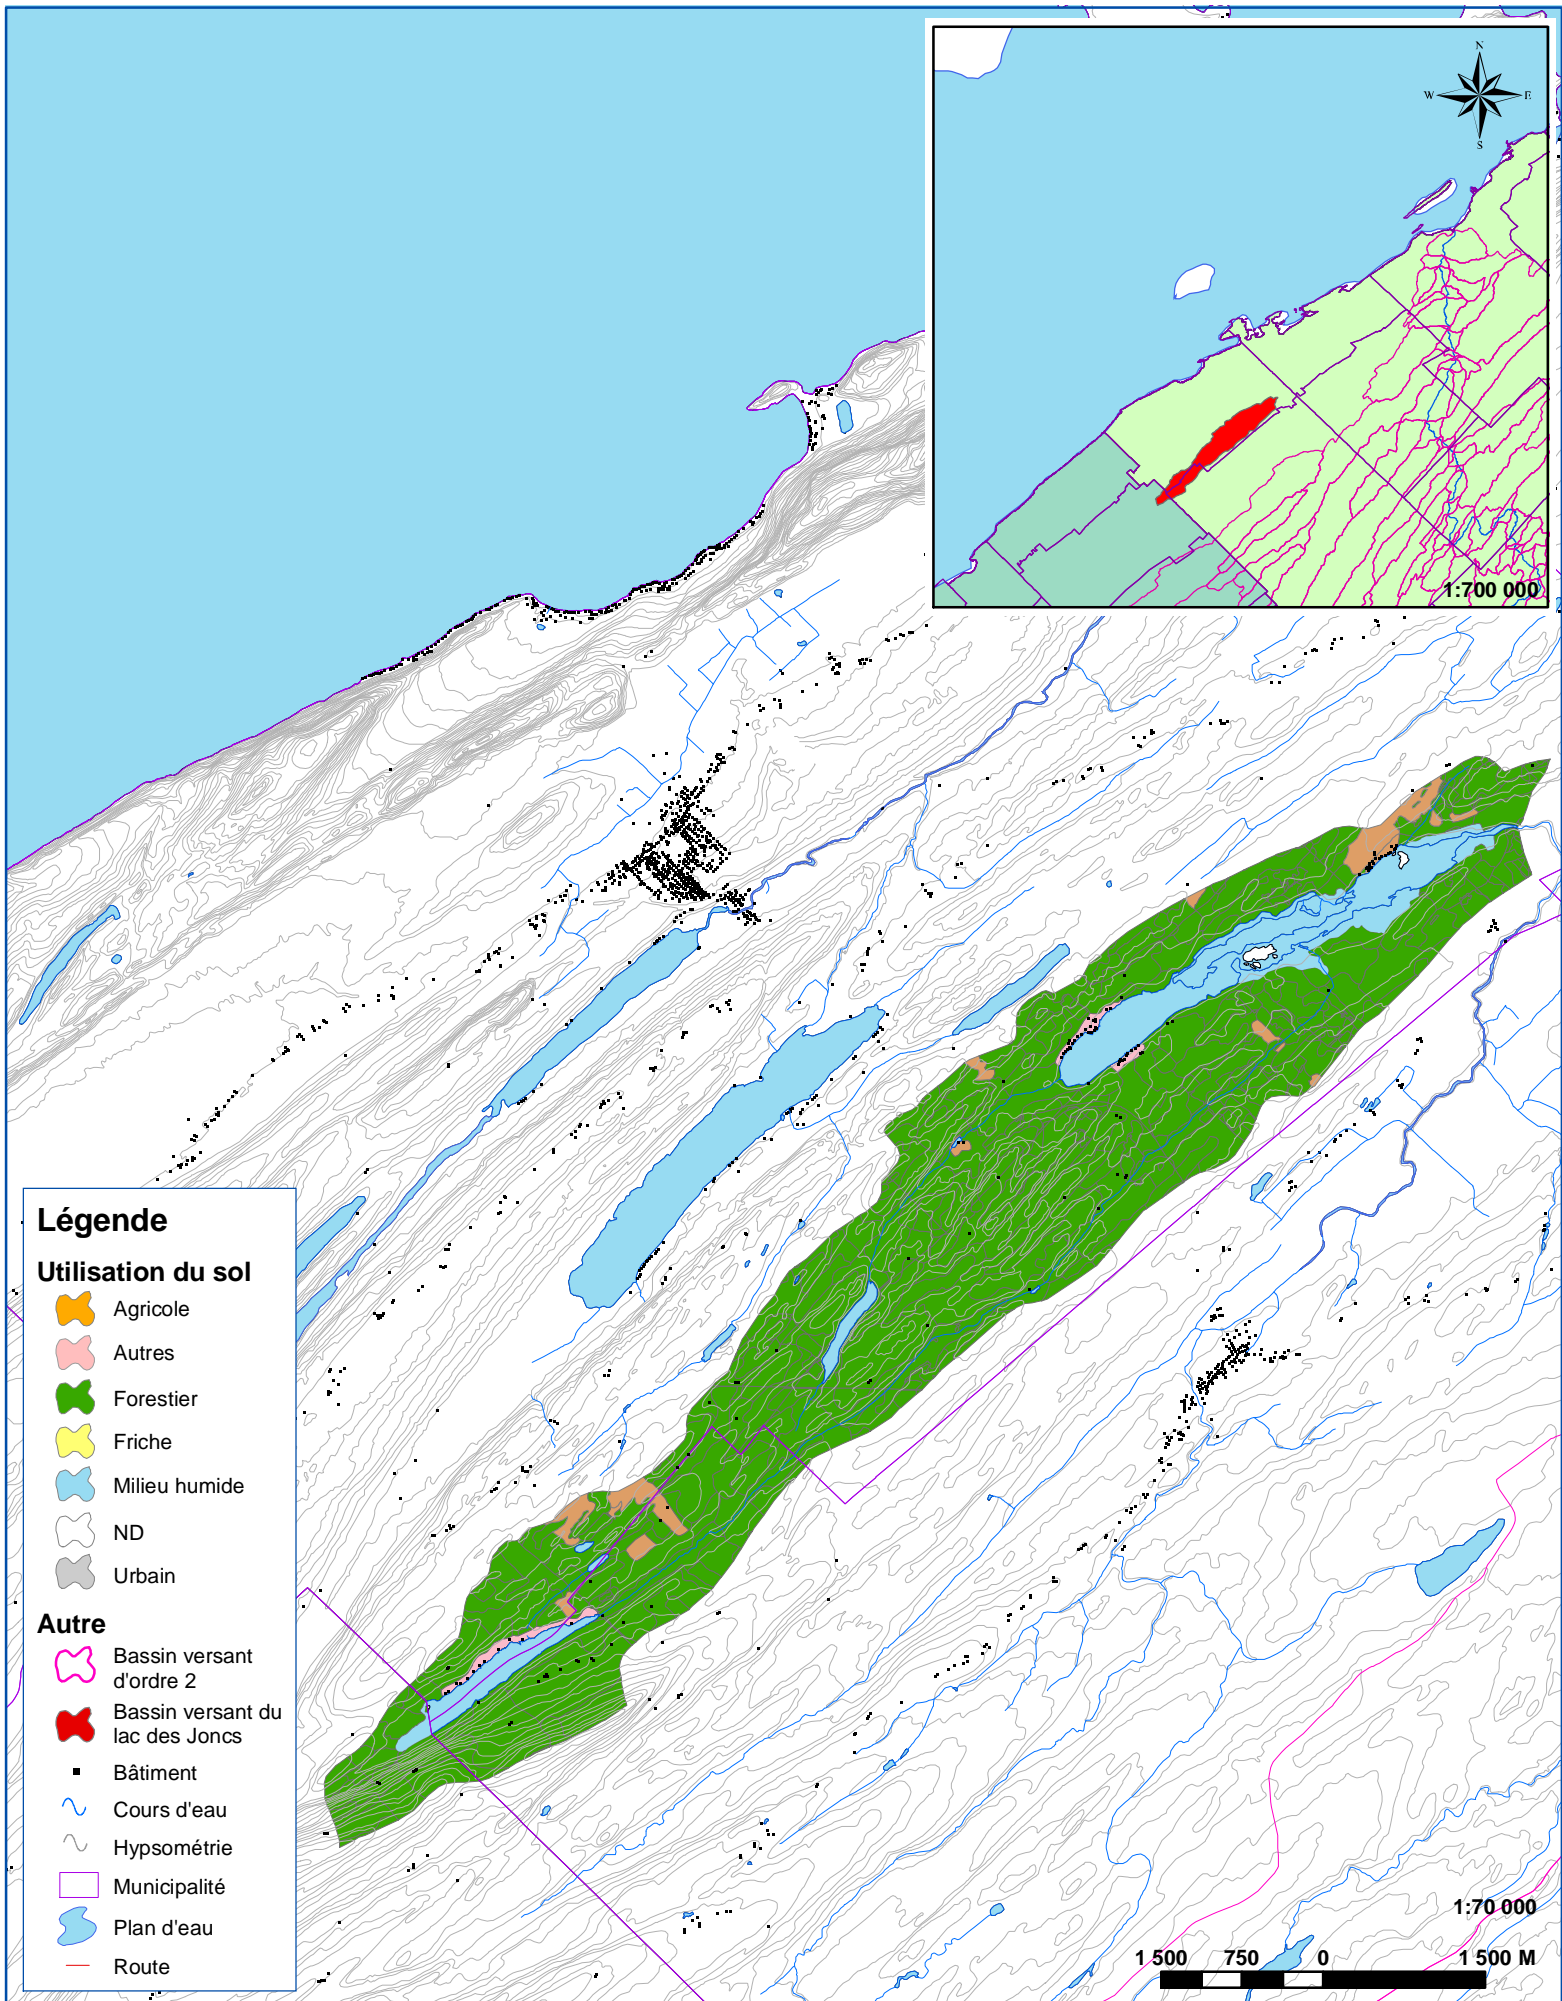 N
W
E
S
1:700 000
Légende
Utilisation du sol
Agricole
Autres
Forestier
Friche
Milieu humide
ND
Urbain
Autre
Bassin versant
d'ordre 2
Bassin versant du
lac des Joncs
Bâtiment
Cours d'eau
Hypsométrie
Municipalité
Plan d'eau
Route
1:70 000
1 500 750 0 1 500 M